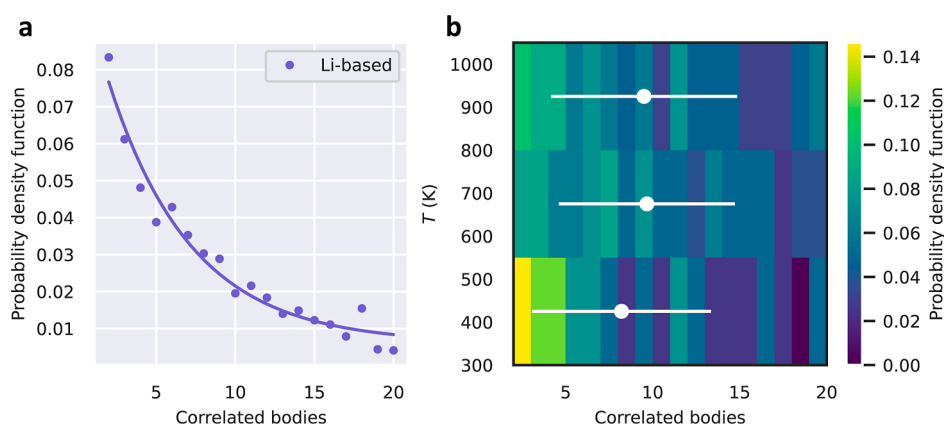 a
b
Li-based
0.08
0.07
0.06
0.05
0.04
0.03
0.02
0.01
Probability density function
5 10 15 20
Correlated bodies
1000
900
800
700
600
500
400
300
T (K)
5 10 15 20
Correlated bodies
0.14
0.12
0.10
0.08
0.06
0.04
0.02
0.00
Probability density function